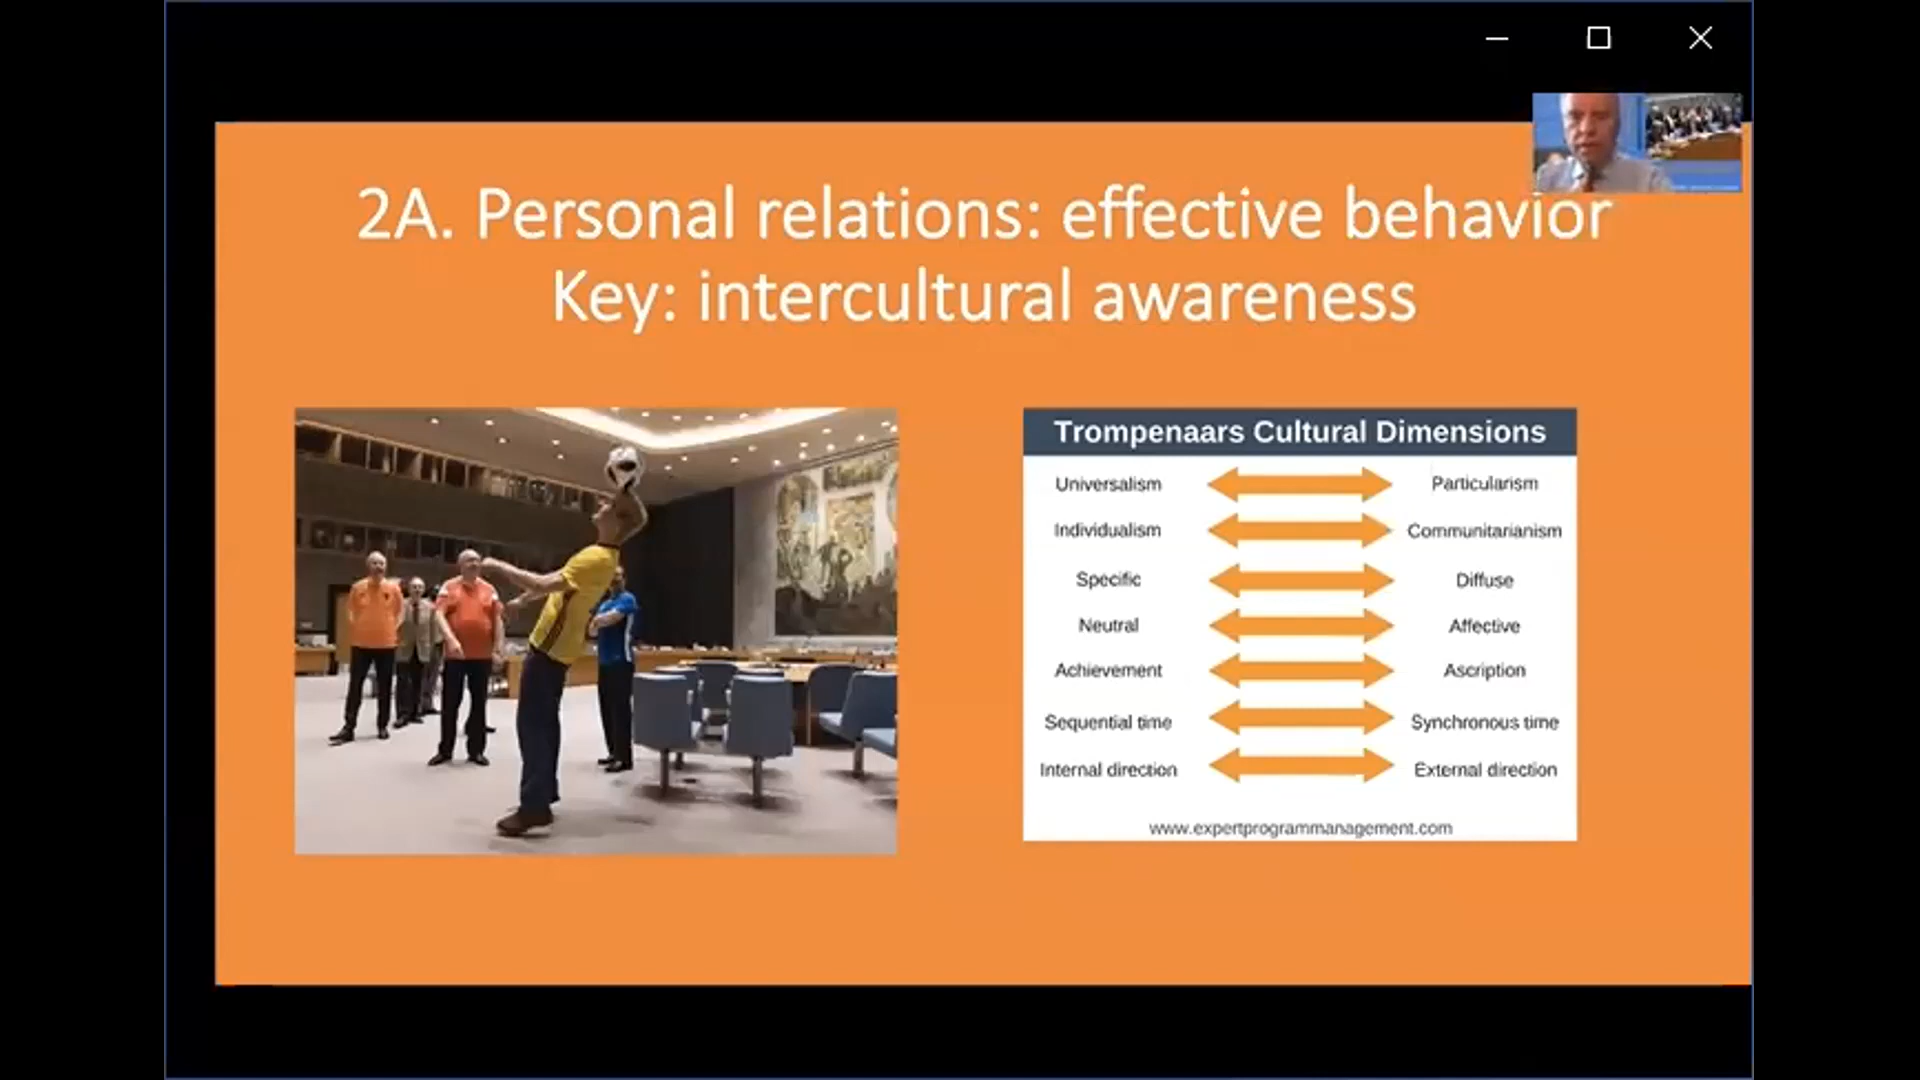 2A. Personal relations: effective behavior
Key: intercultural awareness
Trompenaars Cultural Dimensions
Universalism Particularism
Individualism Communitarianism
Specific Diffuse
Neutral Affective
Achievement Ascription
Sequential time Synchronous time
Internal direction External direction
www.expertprogrammanagement.com